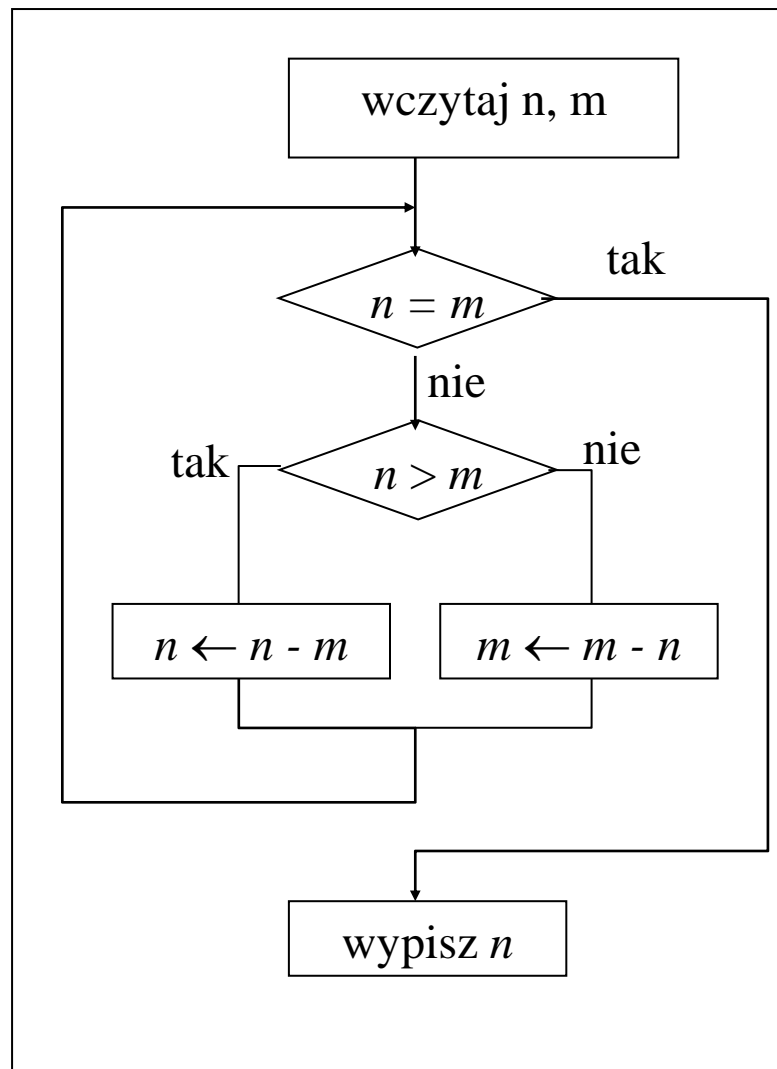 wczytaj n, m
tak
n = m
nie
tak
nie
n > m
n ← n - m
m ← m - n
wypisz n